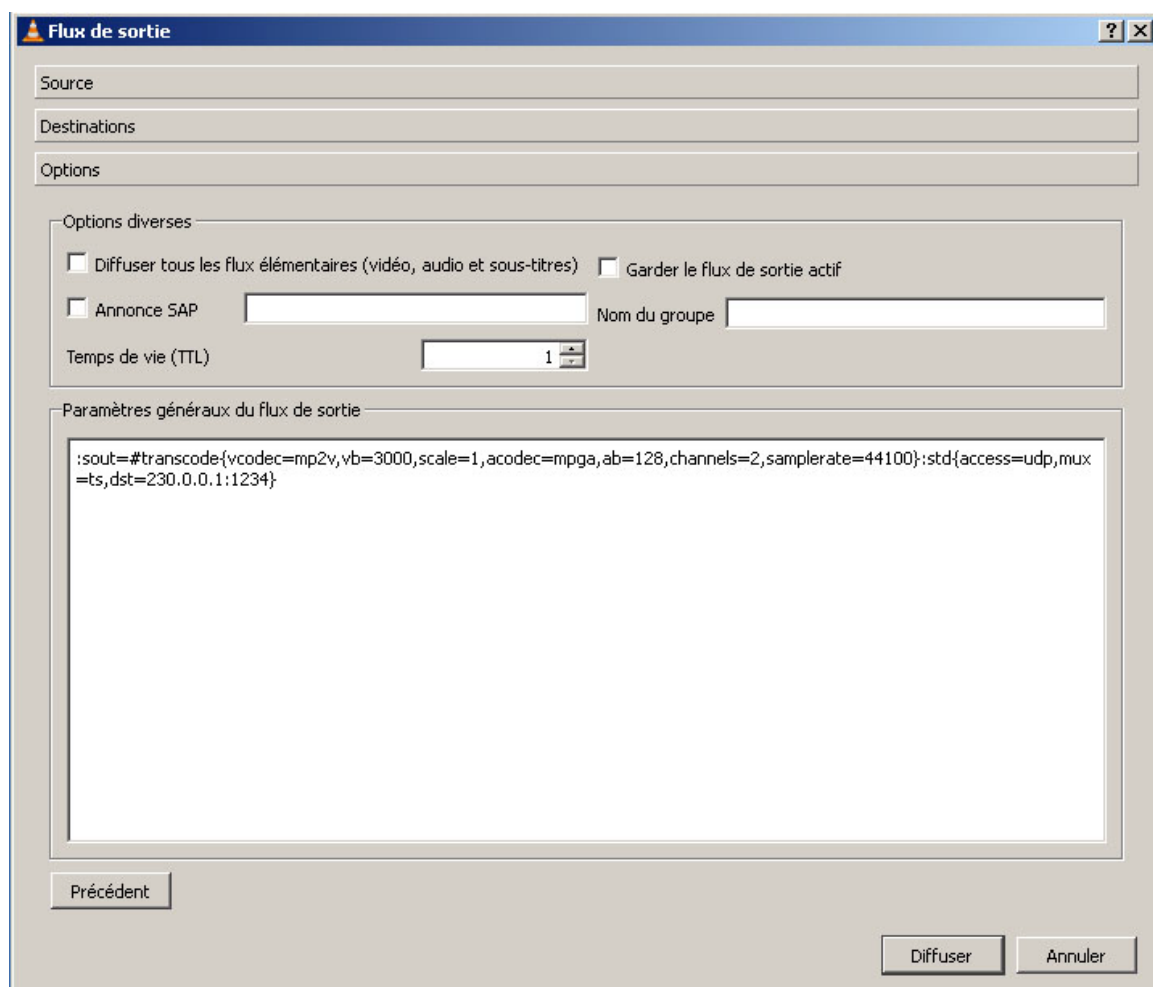 Flux de sortie
Source
Destinations
Options
Options diverses
Diffuser tous les flux élémentaires (vidéo, audio et sous-titres)
Garder le flux de sortie actif
Annonce SAP
Nom du groupe
Temps de vie (TTL)
1
Paramètres généraux du flux de sortie
:sout=#transcode{vcodec=mp2v,vb=3000,scale=1,acodec=mpga,ab=128,channels=2,samplerate=44100}:std{access=udp,mux
=ts,dst=230.0.0.1:1234}
Précédent
Diffuser
Annuler